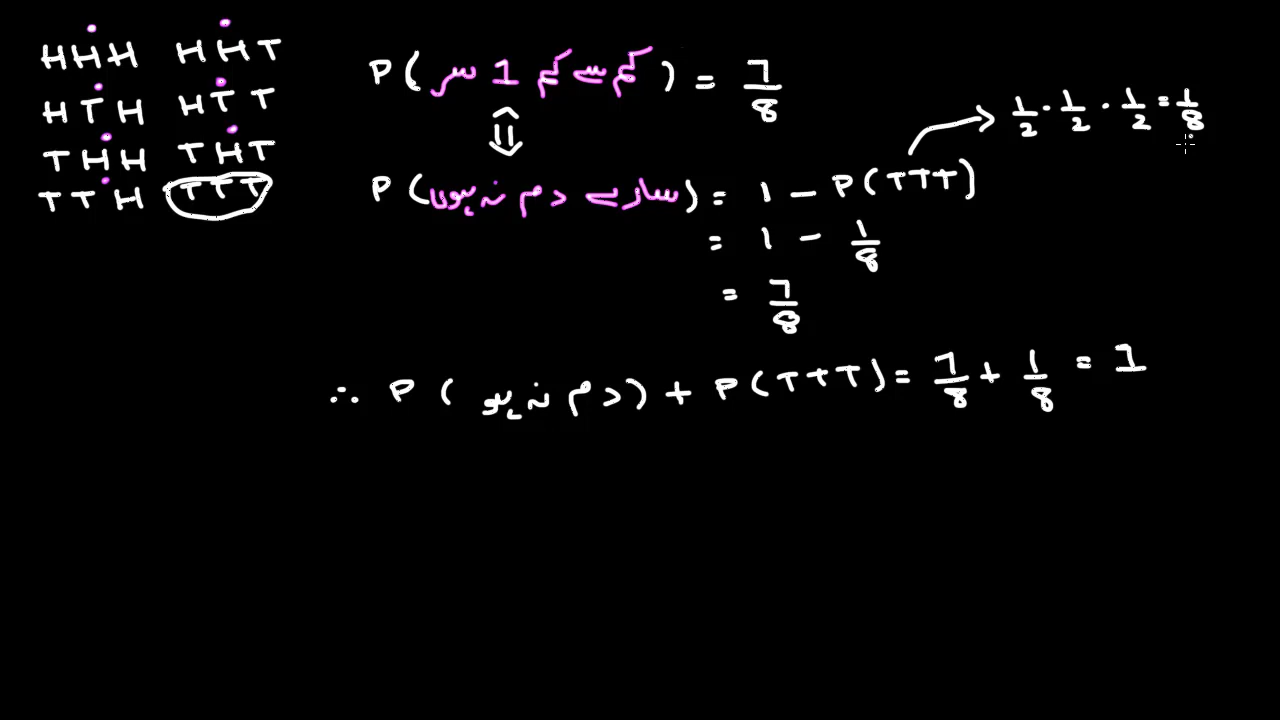 HHH HHT
HTH HTT
THH THT
TTH TTT
P(کم سے کم 1 سر) = 7/8
⇕
P(سارے دم نہ ہوں) = 1 - P(TTT)
→ 1/2 · 1/2 · 1/2 = 1/8
= 1 - 1/8
= 7/8
∴ P(دم نہ ہو) + P(TTT) = 7/8 + 1/8 = 1